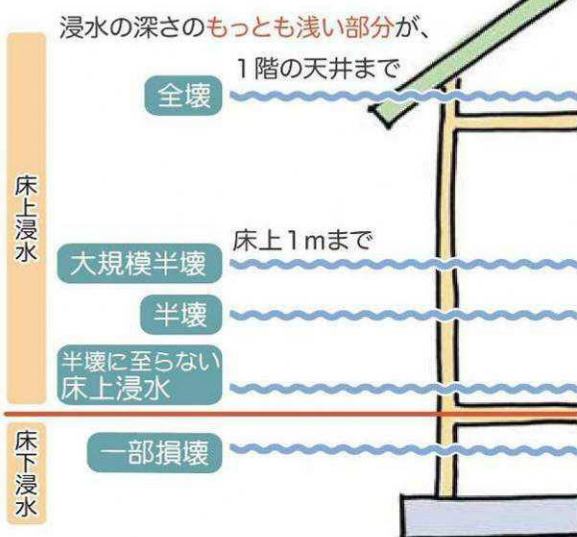 浸水の深さのもっとも浅い部分が、
1階の天井まで
全壊
床上浸水
床上1mまで
大規模半壊
半壊
半壊に至らない
床上浸水
床下浸水
一部損壊